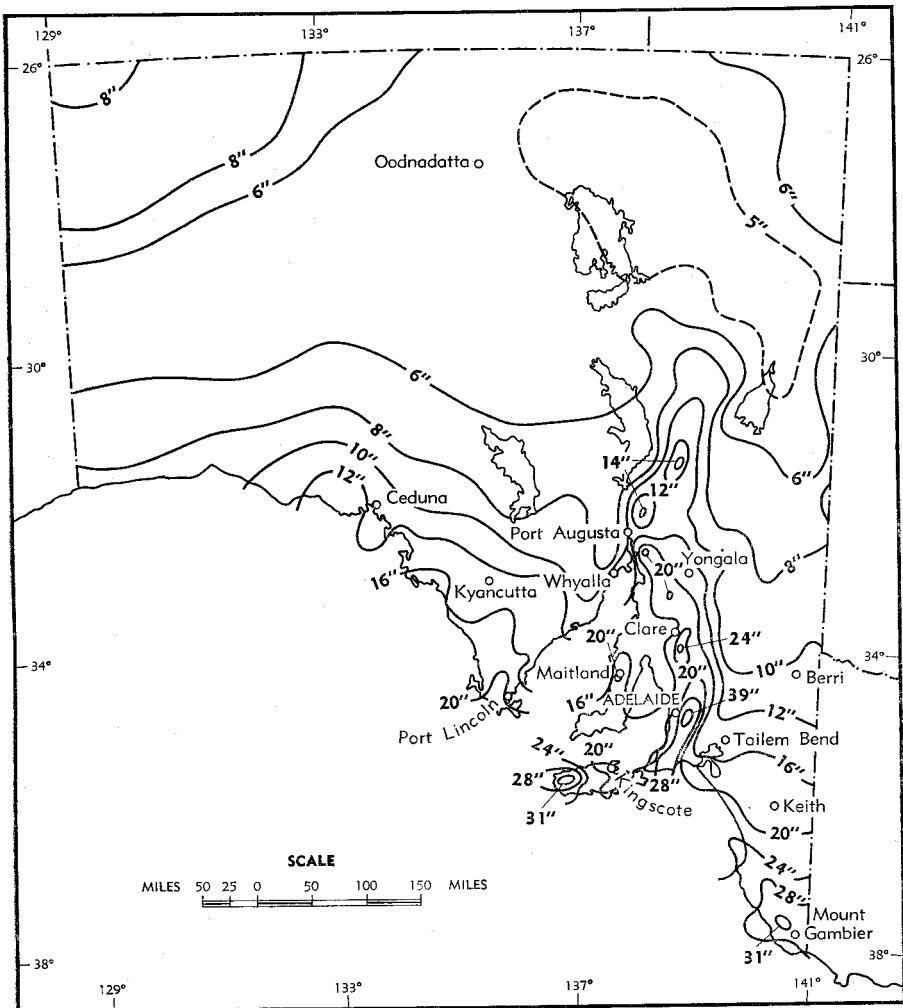 129°
133°
137°
141°
26°
26°
8"
8"
6"
Oodnadatta
6"
5"
30°
30°
6"
8"
10"
12"
14"
12"
6"
8"
Ceduna
Port Augusta
Yongala
20"
Whyalla
16"
Kyancutta
Clare
20"
24"
34°
34°
Maitland
20"
10"
Berri
16"
ADELAIDE
39"
12"
20"
Port Lincoln
Tailem Bend
24"
20"
16"
28"
28"
Kingscote
31"
Keith
20"
SCALE
MILES 50 25 0 50 100 150 MILES
24"
28"
Mount
Gambier
31"
38°
38°
129°
133°
137°
141°